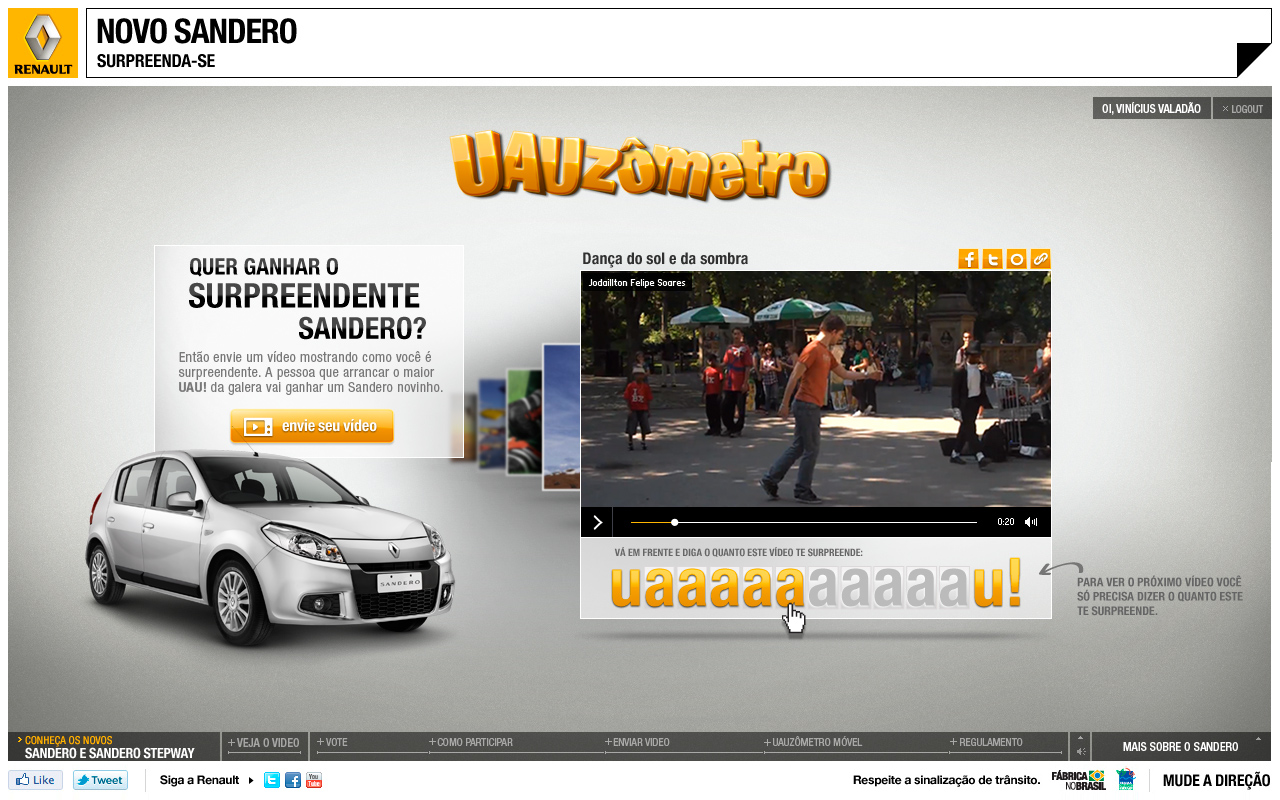 RENAULT
NOVO SANDERO
SURPREENDA-SE
OI, VINÍCIUS VALADÃO
× LOGOUT
UAUzômetro
QUER GANHAR O
SURPREENDENTE
SANDERO?
Então envie um vídeo mostrando como você é
surpreendente. A pessoa que arrancar o maior
UAU! da galera vai ganhar um Sandero novinho.
envie seu video
SANDERO
Dança do sol e da sombra
Jodaillton Felipe Soares
0:20
VÁ EM FRENTE E DIGA O QUANTO ESTE VÍDEO TE SURPREENDE:
uaaaaaaaaaau!
PARA VER O PRÓXIMO VÍDEO VOCÊ
SÓ PRECISA DIZER O QUANTO ESTE
TE SURPREENDE.
> CONHEÇA OS NOVOS
SANDERO E SANDERO STEPWAY
+ VEJA O VIDEO
+ VOTE
+ COMO PARTICIPAR
+ ENVIAR VIDEO
+ UAUZÔMETRO MÓVEL
+ REGULAMENTO
MAIS SOBRE O SANDERO
Like
Tweet
Siga a Renault
You Tube
Respeite a sinalização de trânsito.
FÁBRICA
NO BRASIL
MUDE A DIREÇÃO